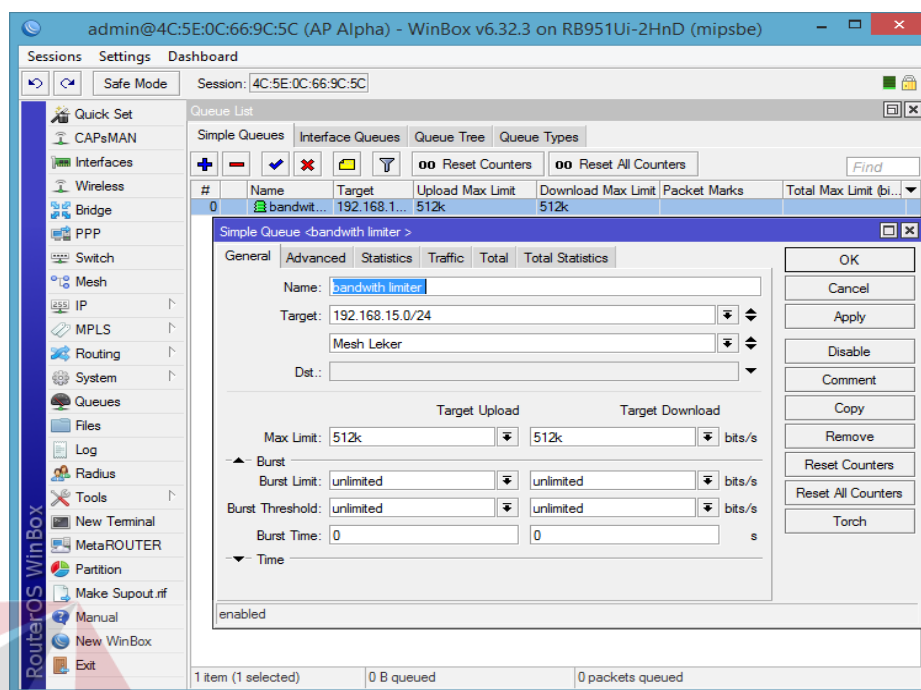 admin@4C:5E:0C:66:9C:5C (AP Alpha) - WinBox v6.32.3 on RB951Ui-2HnD (mipsbe)
Sessions Settings Dashboard
Safe Mode Session: 4C:5E:0C:66:9C:5C
Quick Set
CAPsMAN
Interfaces
Wireless
Bridge
PPP
Switch
Mesh
IP
MPLS
Routing
System
Queues
Files
Log
Radius
Tools
New Terminal
MetaROUTER
Partition
Make Supout.rif
Manual
New WinBox
Exit
RouterOS WinBox
Queue List
Simple Queues Interface Queues Queue Tree Queue Types
00 Reset Counters 00 Reset All Counters Find
# Name Target Upload Max Limit Download Max Limit Packet Marks Total Max Limit (bi...
0 bandwit... 192.168.1... 512k 512k
Simple Queue <bandwith limiter >
General Advanced Statistics Traffic Total Total Statistics
Name: bandwith limiter
Target: 192.168.15.0/24
Mesh Leker
Dst.:
Target Upload Target Download
Max Limit: 512k 512k bits/s
Burst
Burst Limit: unlimited unlimited bits/s
Burst Threshold: unlimited unlimited bits/s
Burst Time: 0 0 s
Time
enabled
OK
Cancel
Apply
Disable
Comment
Copy
Remove
Reset Counters
Reset All Counters
Torch
1 item (1 selected) 0 B queued 0 packets queued